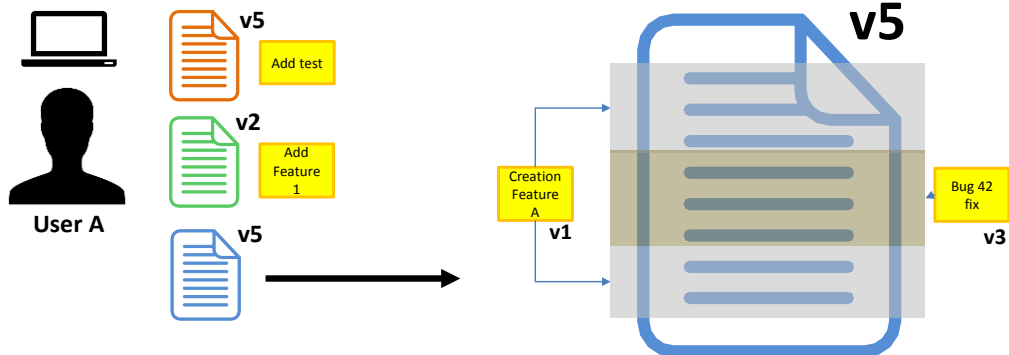 v5
Add test
v2
Add
Feature
1
User A
v5
v5
Creation
Feature
A
v1
Bug 42
fix
v3